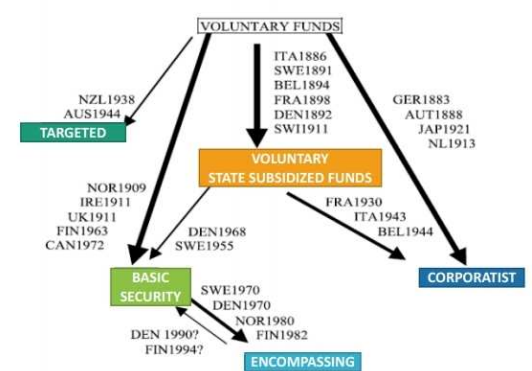 VOLUNTARY FUNDS
ITA1886
SWE1891
BEL1894
FRA1898
DEN1892
SWI1911
NZL1938
AUS1944
GER1883
AUT1888
JAP1921
NL1913
TARGETED
VOLUNTARY
STATE SUBSIDIZED FUNDS
NOR1909
IRE1911
UK1911
FIN1963
CAN1972
FRA1930
ITA1943
BEL1944
DEN1968
SWE1955
BASIC
SECURITY
CORPORATIST
SWE1970
DEN1970
NOR1980
FIN1982
DEN 1990?
FIN1994?
ENCOMPASSING